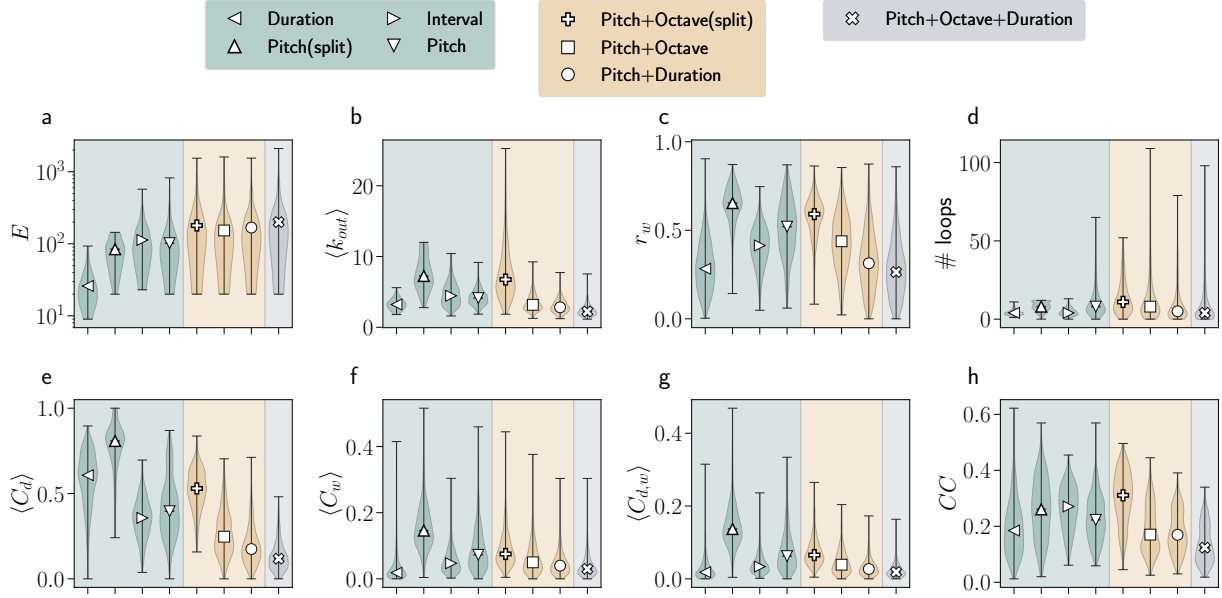 Duration Interval Pitch+Octave(split) Pitch+Octave+Duration
Pitch(split) Pitch Pitch+Octave
Pitch+Duration
a b c d
E
10³
10²
10¹
⟨k_out⟩
20
10
0
r_w
1.0
0.5
0.0
# loops
100
50
0
e f g h
⟨C_d⟩
1.0
0.5
0.0
⟨C_w⟩
0.4
0.2
0.0
⟨C_{d,w}⟩
0.4
0.2
0.0
CC
0.6
0.4
0.2
0.0